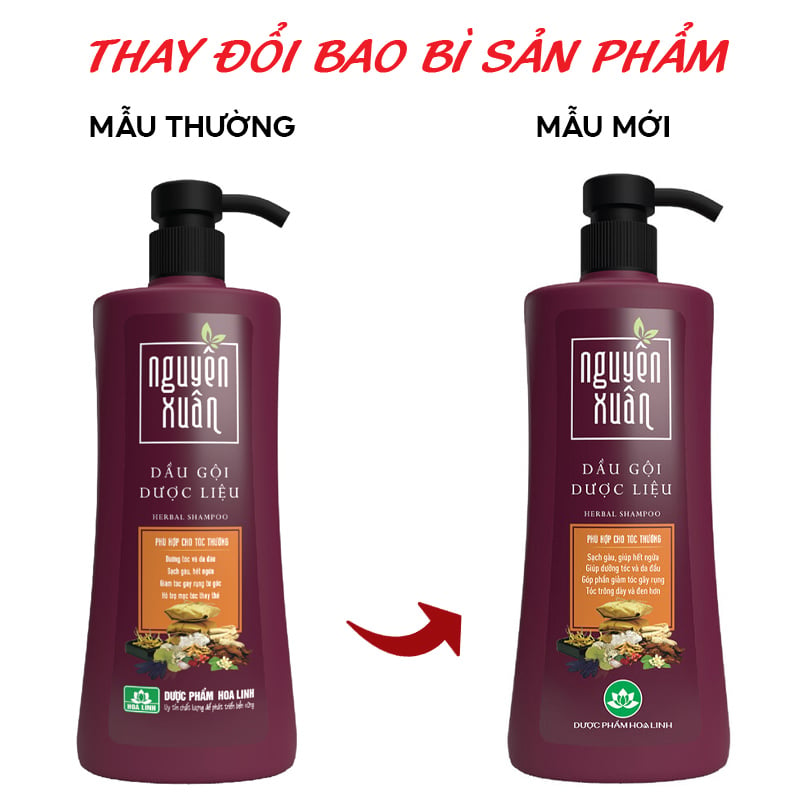 THAY ĐỔI BAO BÌ SẢN PHẨM
MẪU THƯỜNG
MẪU MỚI
nguyên
xuân
DẦU GỘI
DƯỢC LIỆU
HERBAL SHAMPOO
PHÙ HỢP CHO TÓC THƯỜNG
Dưỡng tóc và da đầu
Sạch gàu, hết ngứa
Giảm tóc gãy rụng từ gốc
Hỗ trợ mọc tóc thay thế
HOA LINH
DƯỢC PHẨM HOA LINH
Uy tín chất lượng để phát triển bền vững
nguyên
xuân
DẦU GỘI
DƯỢC LIỆU
HERBAL SHAMPOO
PHÙ HỢP CHO TÓC THƯỜNG
Sạch gàu, giúp hết ngứa
Giúp dưỡng tóc và da đầu
Góp phần giảm tóc gãy rụng
Tóc trông dày và đen hơn
DƯỢC PHẨM HOA LINH